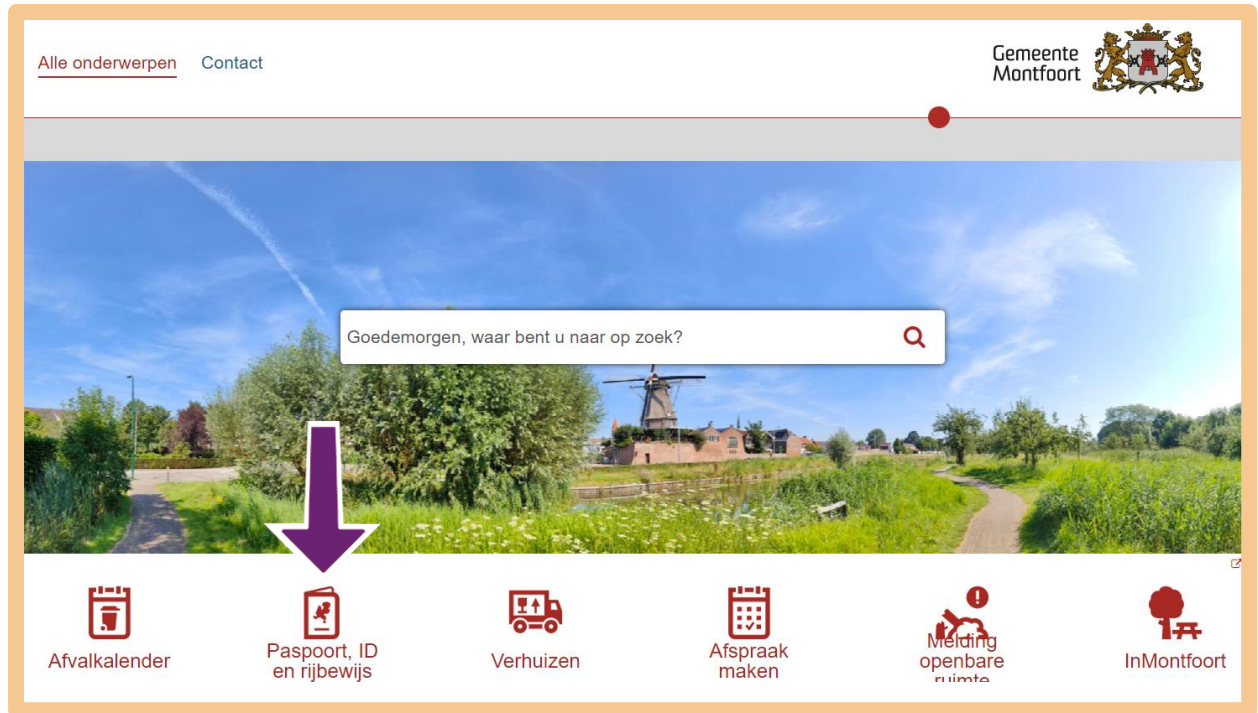 Alle onderwerpen Contact
Gemeente
Montfoort
Goedemorgen, waar bent u naar op zoek?
Afvalkalender
Paspoort, ID
en rijbewijs
Verhuizen
Afspraak
maken
Melding
openbare
ruimte
InMontfoort